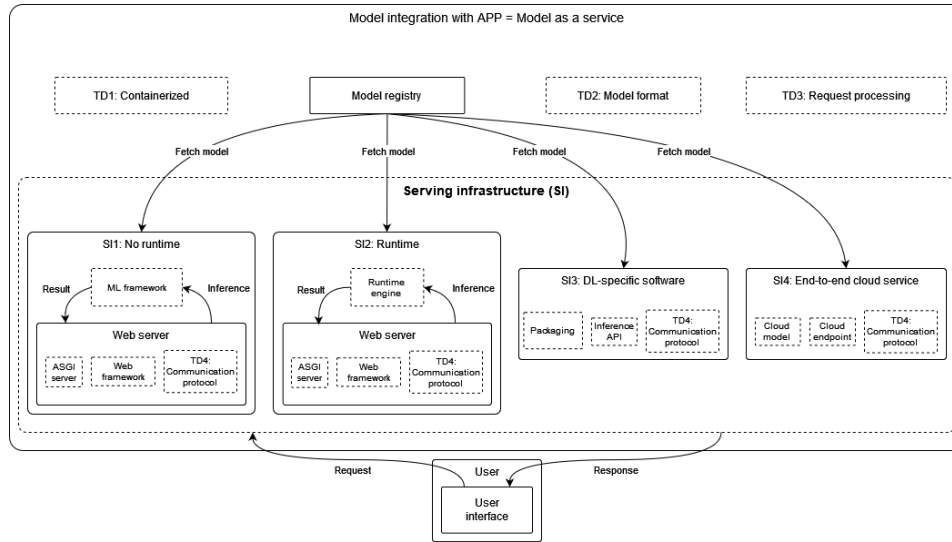 Model integration with APP = Model as a service
TD1: Containerized
Model registry
TD2: Model format
TD3: Request processing
Fetch model
Fetch model
Fetch model
Fetch model
Serving infrastructure (SI)
SI1: No runtime
ML framework
Result
Inference
Web server
ASGI
server
Web
framework
TD4:
Communication
protocol
SI2: Runtime
Runtime
engine
Result
Inference
Web server
ASGI
server
Web
framework
TD4:
Communication
protocol
SI3: DL-specific software
Packaging
Inference
API
TD4:
Communication
protocol
SI4: End-to-end cloud service
Cloud
model
Cloud
endpoint
TD4:
Communication
protocol
Request
Response
User
User
interface